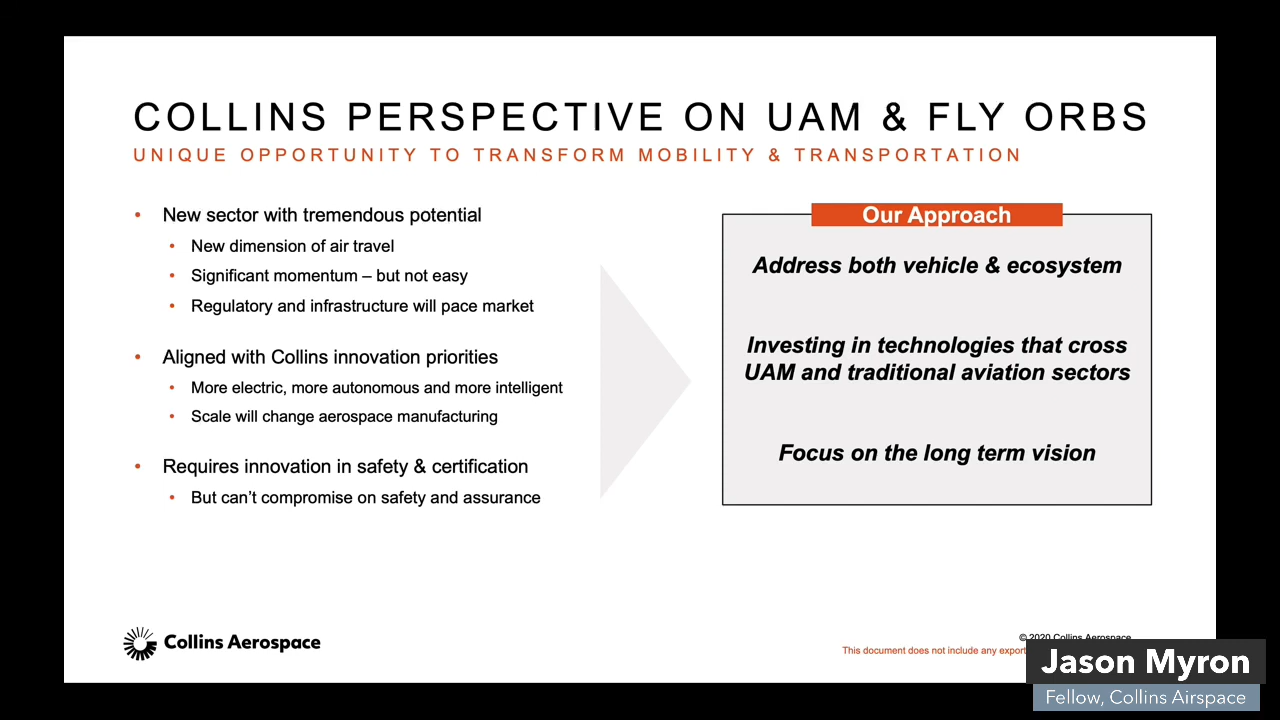 COLLINS PERSPECTIVE ON UAM & FLY ORBS
UNIQUE OPPORTUNITY TO TRANSFORM MOBILITY & TRANSPORTATION
• New sector with tremendous potential
• New dimension of air travel
• Significant momentum – but not easy
• Regulatory and infrastructure will pace market
• Aligned with Collins innovation priorities
• More electric, more autonomous and more intelligent
• Scale will change aerospace manufacturing
• Requires innovation in safety & certification
• But can’t compromise on safety and assurance
Our Approach
Address both vehicle & ecosystem
Investing in technologies that cross
UAM and traditional aviation sectors
Focus on the long term vision
Collins Aerospace
© 2020 Collins Aerospace
This document does not include any export
Jason Myron
Fellow, Collins Airspace